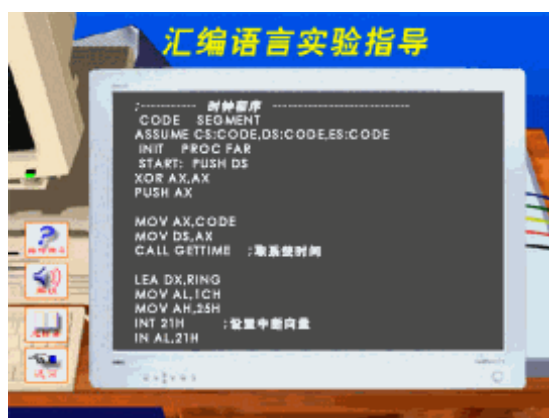 汇编语言实验指导
;----------- 时钟程序 -------------------------
CODE SEGMENT
ASSUME CS:CODE,DS:CODE,ES:CODE
INIT PROC FAR
START: PUSH DS
XOR AX,AX
PUSH AX
MOV AX,CODE
MOV DS,AX
CALL GETTIME ;取系统时间
LEA DX,RING
MOV AL,1CH
MOV AH,25H
INT 21H ;设置中断向量
IN AL,21H